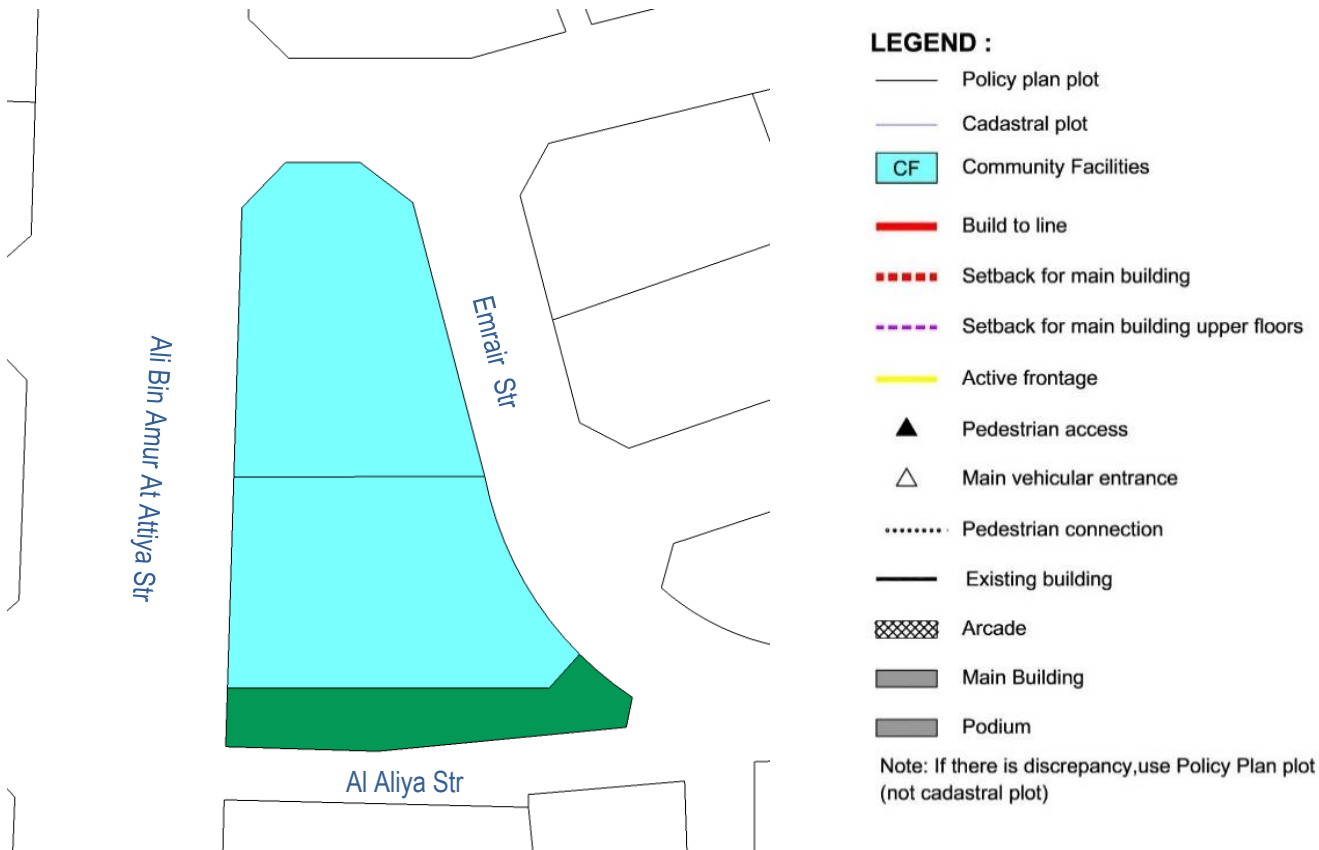 LEGEND :
Policy plan plot
Cadastral plot
CF Community Facilities
Build to line
Setback for main building
Setback for main building upper floors
Active frontage
Pedestrian access
Main vehicular entrance
Pedestrian connection
Existing building
Arcade
Main Building
Podium
Note: If there is discrepancy,use Policy Plan plot
(not cadastral plot)
Emrair Str
Ali Bin Amur At Attiya Str
Al Aliya Str